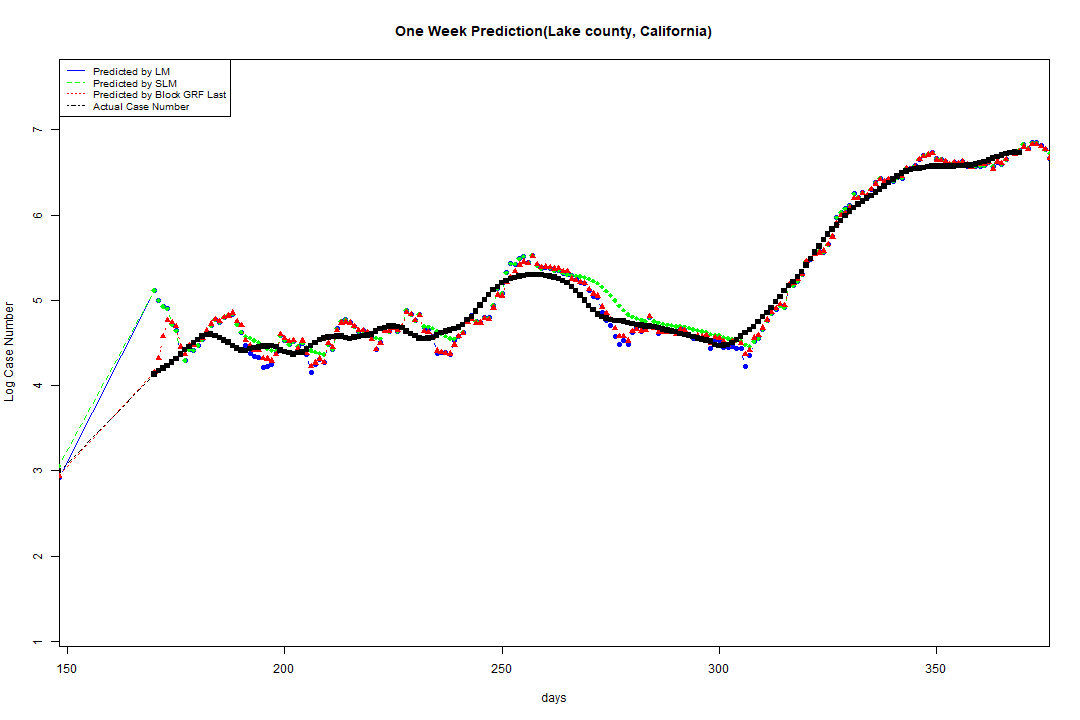 One Week Prediction(Lake county, California)
Predicted by LM
Predicted by SLM
Predicted by Block GRF Last
Actual Case Number
7
6
5
4
3
2
1
Log Case Number
150 200 250 300 350
days